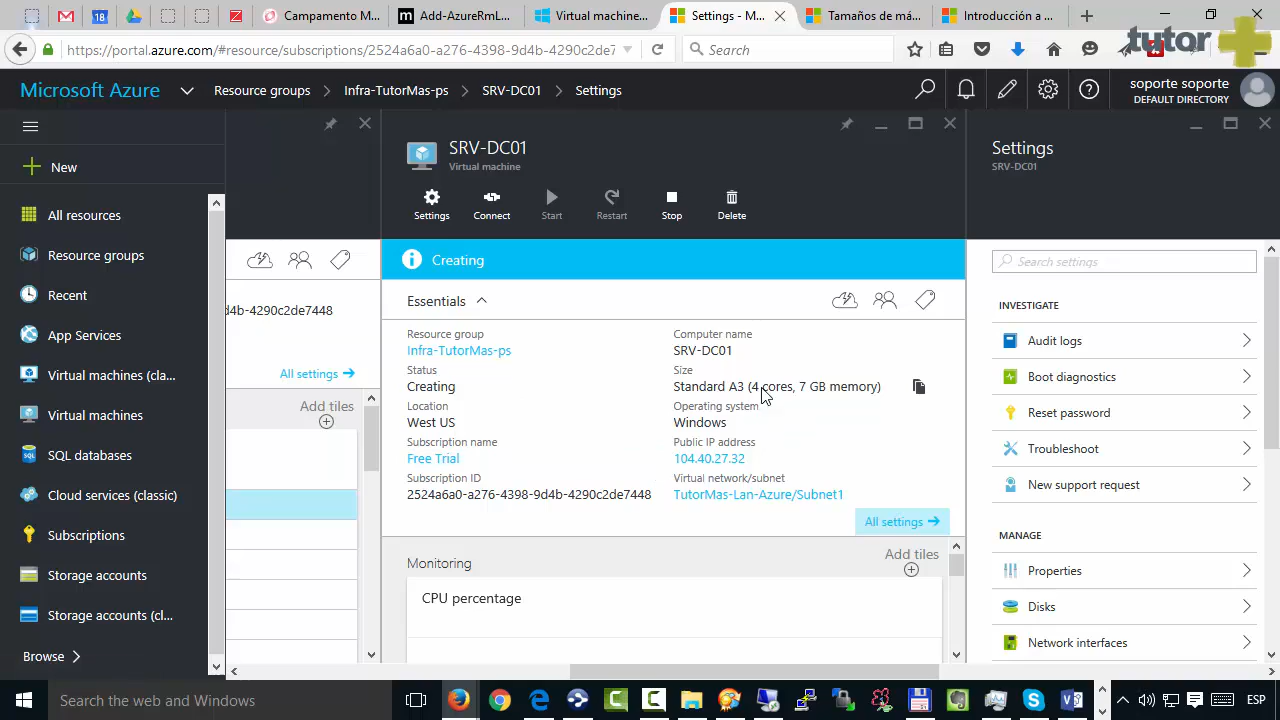 Campamento M...
Add-AzureRmL...
Virtual machine...
Settings - M...
Tamaños de má...
Introducción a ...
https://portal.azure.com/#resource/subscriptions/2524a6a0-a276-4398-9d4b-4290c2de7
Search
tutor
Microsoft Azure
Resource groups
Infra-TutorMas-ps
SRV-DC01
Settings
soporte soporte
DEFAULT DIRECTORY
New
All resources
Resource groups
Recent
App Services
Virtual machines (cla...
Virtual machines
SQL databases
Cloud services (classic)
Subscriptions
Storage accounts
Storage accounts (cl...
Browse
d4b-4290c2de7448
All settings
Add tiles
SRV-DC01
Virtual machine
Settings
Connect
Start
Restart
Stop
Delete
Creating
Essentials
Resource group
Infra-TutorMas-ps
Status
Creating
Location
West US
Subscription name
Free Trial
Subscription ID
2524a6a0-a276-4398-9d4b-4290c2de7448
Computer name
SRV-DC01
Size
Standard A3 (4 cores, 7 GB memory)
Operating system
Windows
Public IP address
104.40.27.32
Virtual network/subnet
TutorMas-Lan-Azure/Subnet1
All settings
Monitoring
Add tiles
CPU percentage
Settings
SRV-DC01
Search settings
INVESTIGATE
Audit logs
Boot diagnostics
Reset password
Troubleshoot
New support request
MANAGE
Properties
Disks
Network interfaces
Search the web and Windows
ESP